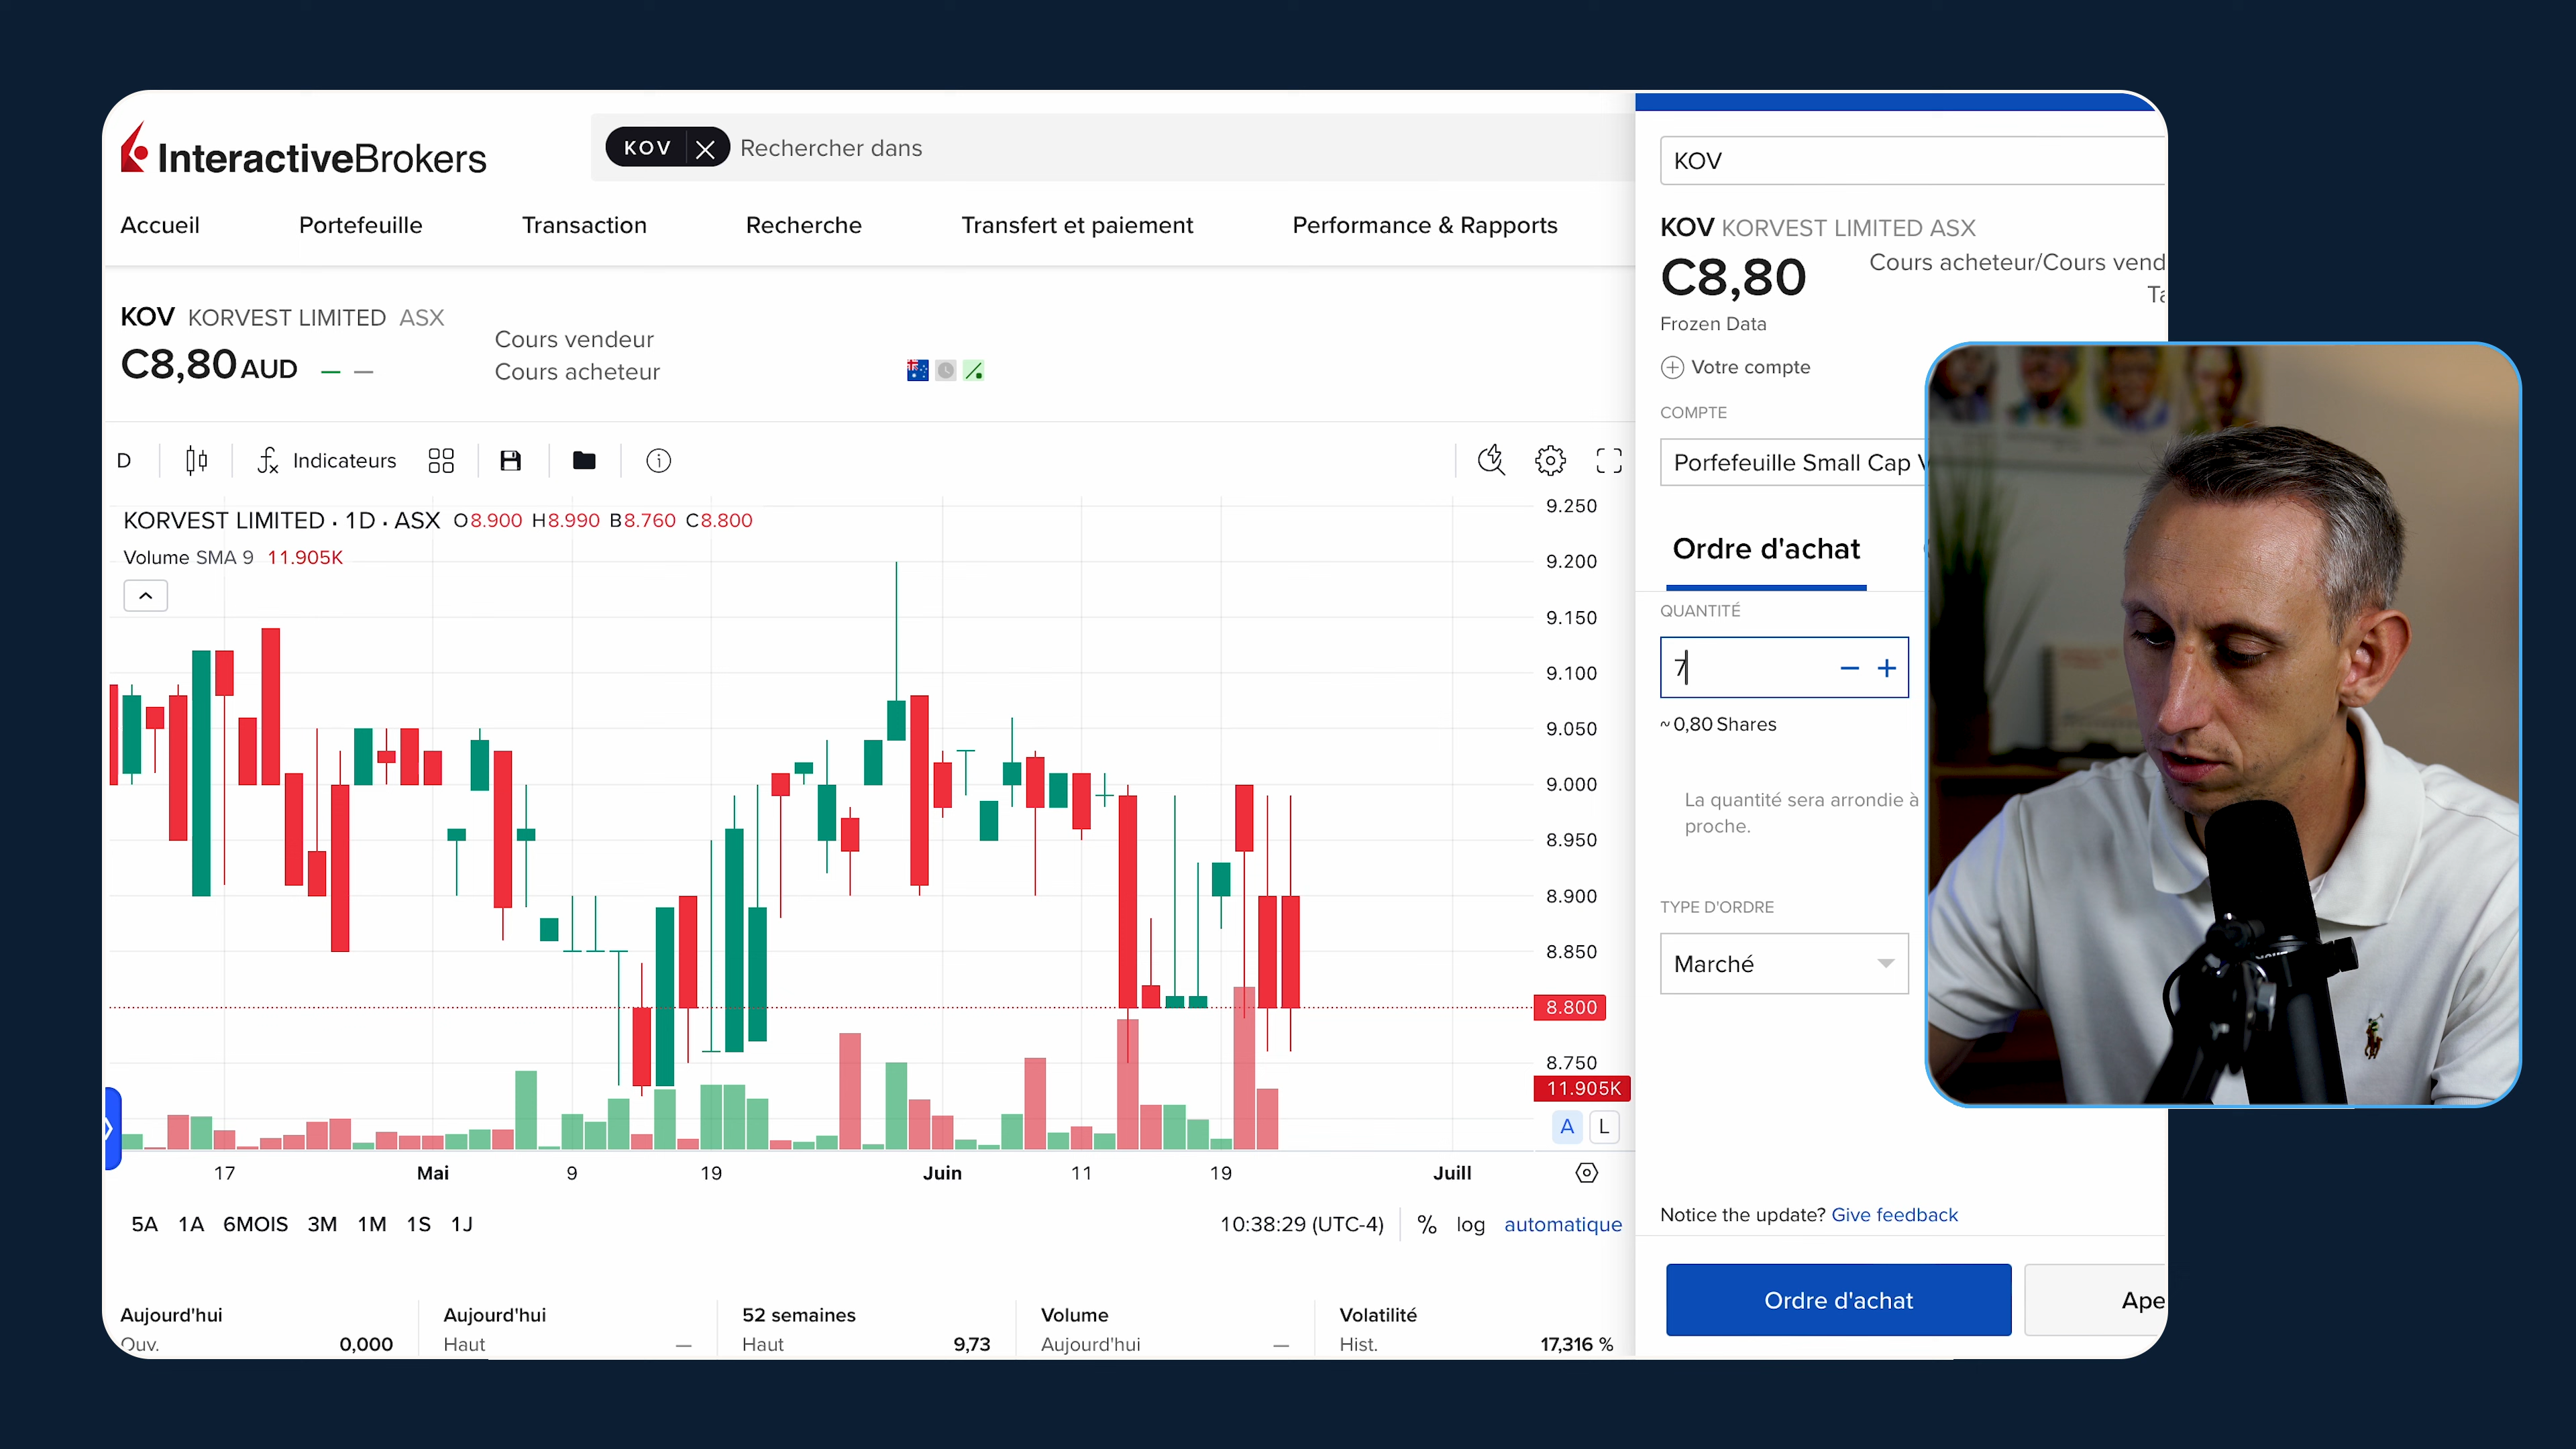 InteractiveBrokers
KOV
Rechercher dans
Accueil
Portefeuille
Transaction
Recherche
Transfert et paiement
Performance & Rapports
KOV KORVEST LIMITED ASX
C8,80 AUD
Cours vendeur
Cours acheteur
D
Indicateurs
KORVEST LIMITED · 1D · ASX O8.900 H8.990 B8.760 C8.800
Volume SMA 9 11.905K
9.250
9.200
9.150
9.100
9.050
9.000
8.950
8.900
8.850
8.800
8.750
11.905K
A L
17 Mai 9 19 Juin 11 19 Juill
5A 1A 6MOIS 3M 1M 1S 1J
10:38:29 (UTC-4) % log automatique
Aujourd'hui
Ouv. 0,000
Aujourd'hui
Haut —
52 semaines
Haut 9,73
Volume
Aujourd'hui —
Volatilité
Hist. 17,316 %
KOV
KOV KORVEST LIMITED ASX
C8,80
Cours acheteur/Cours vend
Frozen Data
Votre compte
COMPTE
Porfefeuille Small Cap
Ordre d'achat
QUANTITÉ
7
~0,80 Shares
La quantité sera arrondie à
proche.
TYPE D'ORDRE
Marché
Notice the update? Give feedback
Ordre d'achat
Ape